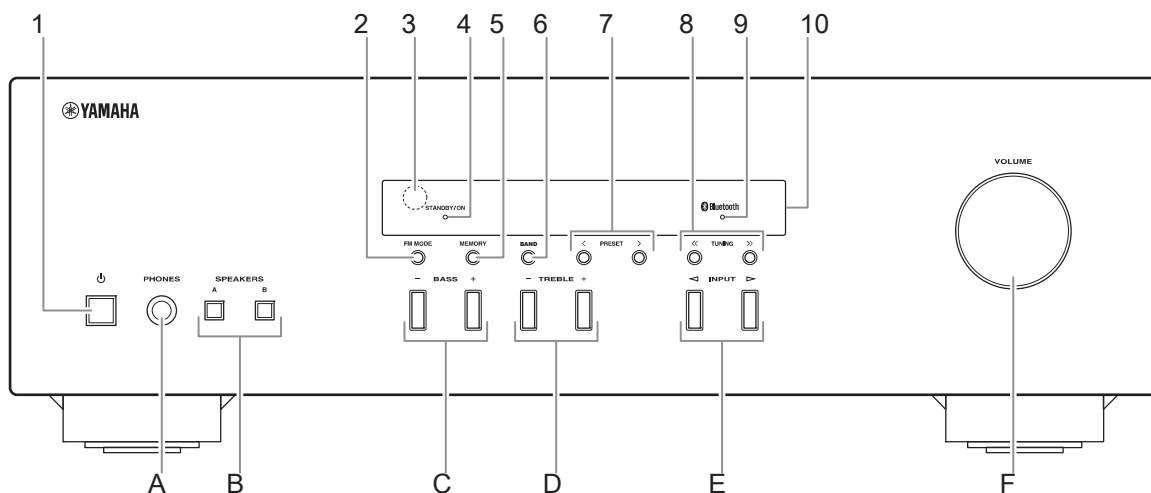 1 2 3 4 5 6 7 8 9 10
YAMAHA
VOLUME
STANDBY/ON
Bluetooth
FM MODE MEMORY BAND < PRESET > « TUNING »
PHONES SPEAKERS
A B
− BASS + − TREBLE + ◅ INPUT ▻
A B C D E F